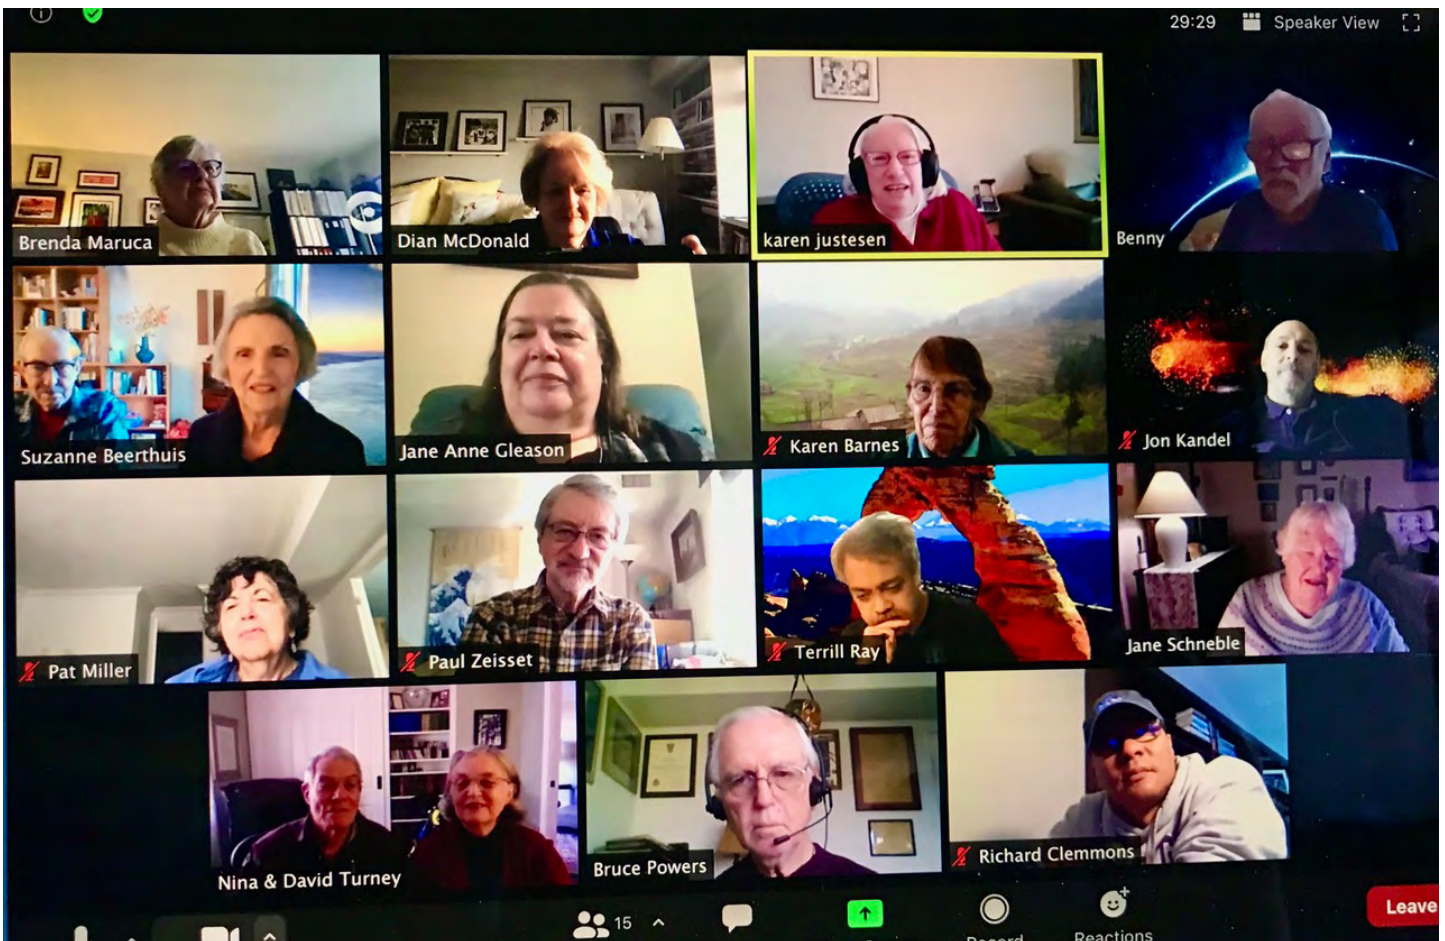 29:29 Speaker View
Brenda Maruca
Dian McDonald
karen justesen
Benny
Suzanne Beerthuis
Jane Anne Gleason
Karen Barnes
Jon Kandel
Pat Miller
Paul Zeisset
Terrill Ray
Jane Schneble
Nina & David Turney
Bruce Powers
Richard Clemmons
15
Record
Reactions
Leave